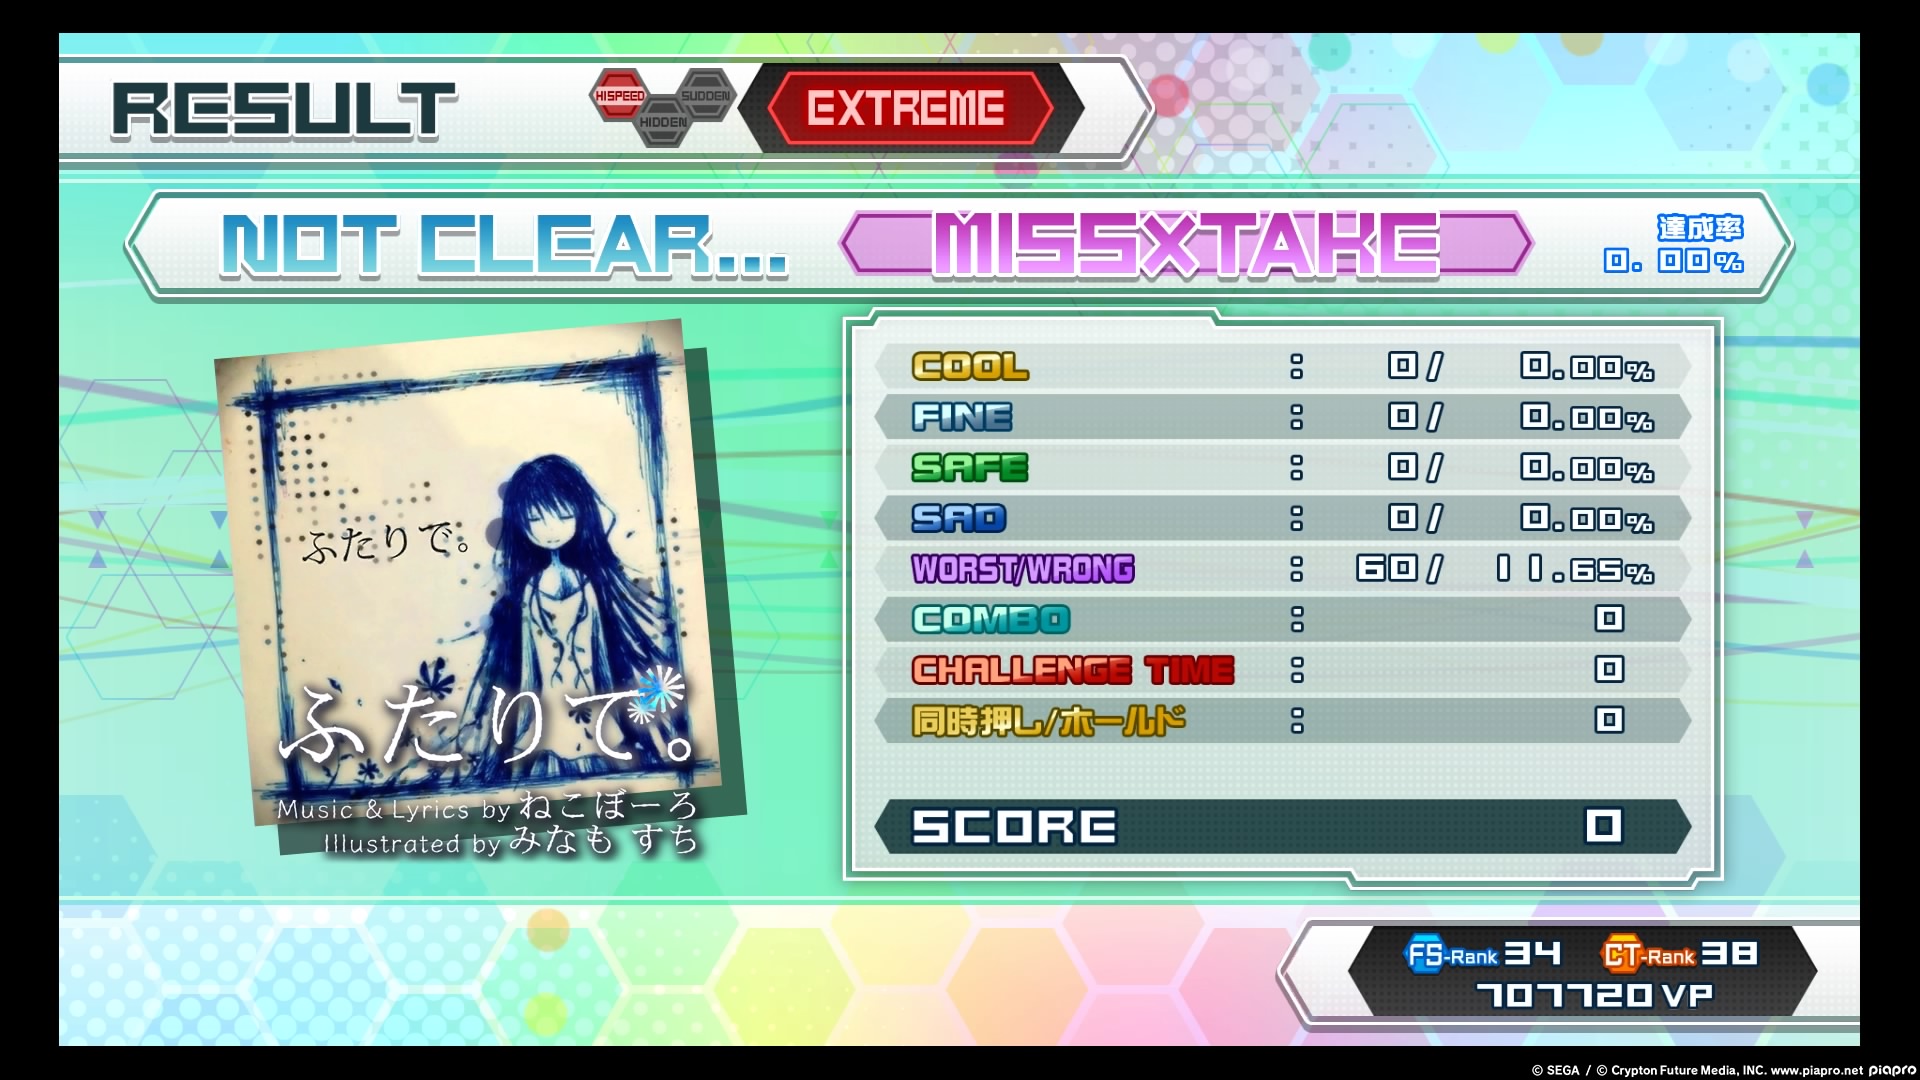 RESULT
HISPEED
SUDDEN
HIDDEN
EXTREME
NOT CLEAR...
MISS×TAKE
達成率
0.00%
COOL : 0/ 0.00%
FINE : 0/ 0.00%
SAFE : 0/ 0.00%
SAD : 0/ 0.00%
WORST/WRONG : 60/ 11.65%
COMBO : 0
CHALLENGE TIME : 0
同時押し/ホールド : 0
SCORE 0
ふたりで。
ふたりで。
Music & Lyrics by ねこぼーろ
Illustrated by みなも すち
FS-Rank 34 CT-Rank 38
707720 VP
© SEGA / © Crypton Future Media, INC. www.piapro.net piapro